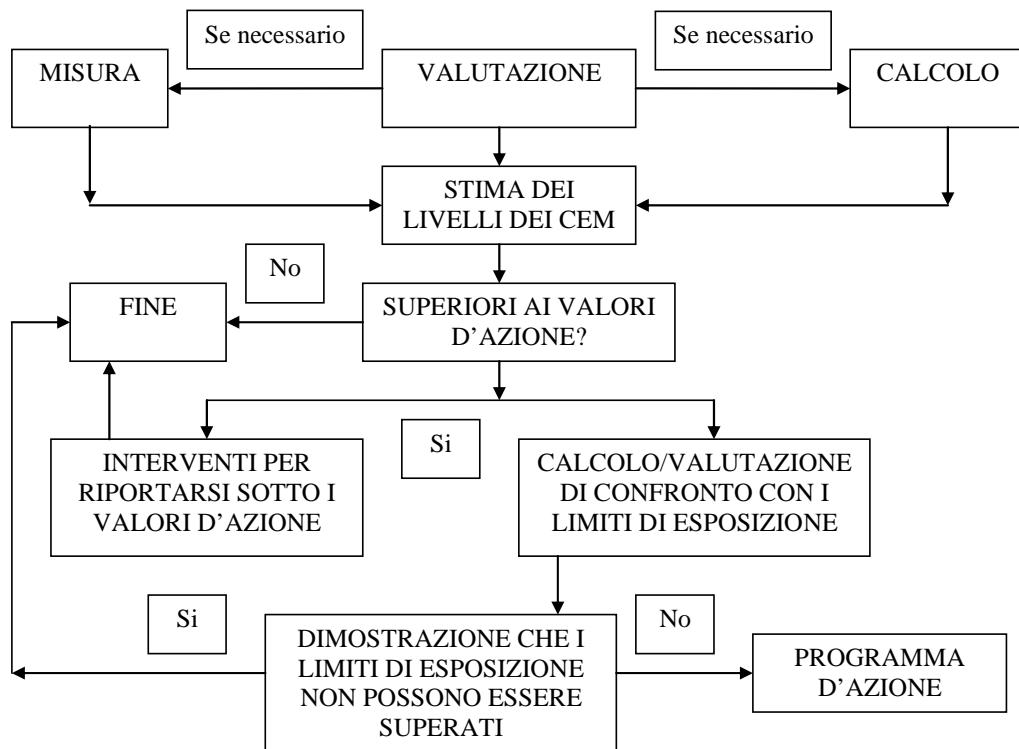 Se necessario
Se necessario
MISURA
VALUTAZIONE
CALCOLO
STIMA DEI
LIVELLI DEI CEM
No
FINE
SUPERIORI AI VALORI
D’AZIONE?
Si
INTERVENTI PER
RIPORTARSI SOTTO I
VALORI D’AZIONE
CALCOLO/VALUTAZIONE
DI CONFRONTO CON I
LIMITI DI ESPOSIZIONE
Si
No
DIMOSTRAZIONE CHE I
LIMITI DI ESPOSIZIONE
NON POSSONO ESSERE
SUPERATI
PROGRAMMA
D’AZIONE